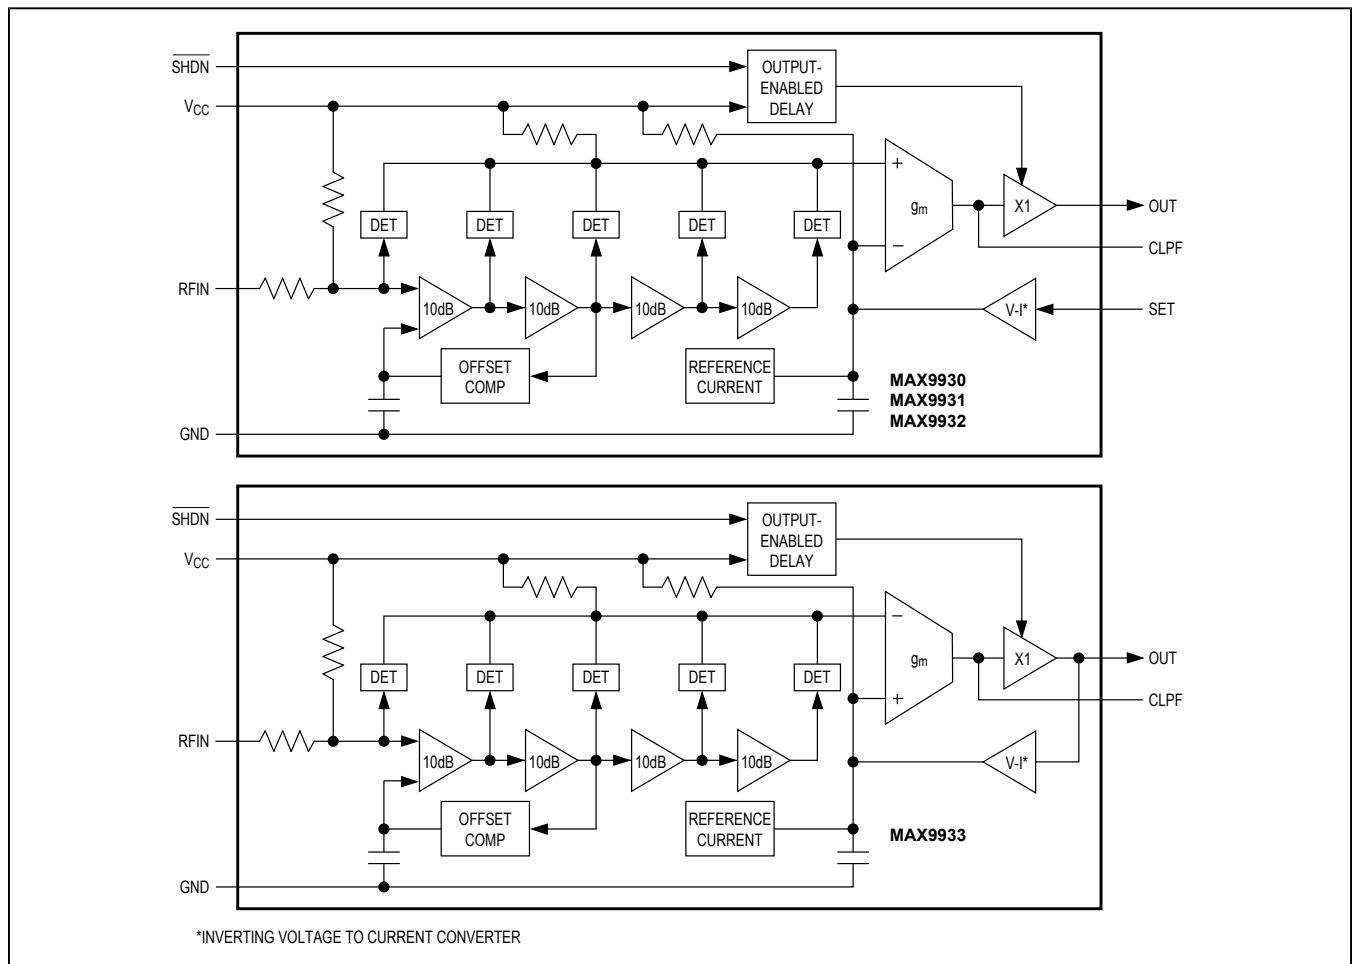 SHDN
VCC
OUTPUT-
ENABLED
DELAY
DET
DET
DET
DET
DET
+
−
gm
X1
OUT
CLPF
RFIN
10dB
10dB
10dB
10dB
V-I*
SET
OFFSET
COMP
REFERENCE
CURRENT
MAX9930
MAX9931
MAX9932
GND
SHDN
VCC
OUTPUT-
ENABLED
DELAY
DET
DET
DET
DET
DET
−
+
gm
X1
OUT
CLPF
RFIN
10dB
10dB
10dB
10dB
V-I*
OFFSET
COMP
REFERENCE
CURRENT
MAX9933
GND
*INVERTING VOLTAGE TO CURRENT CONVERTER